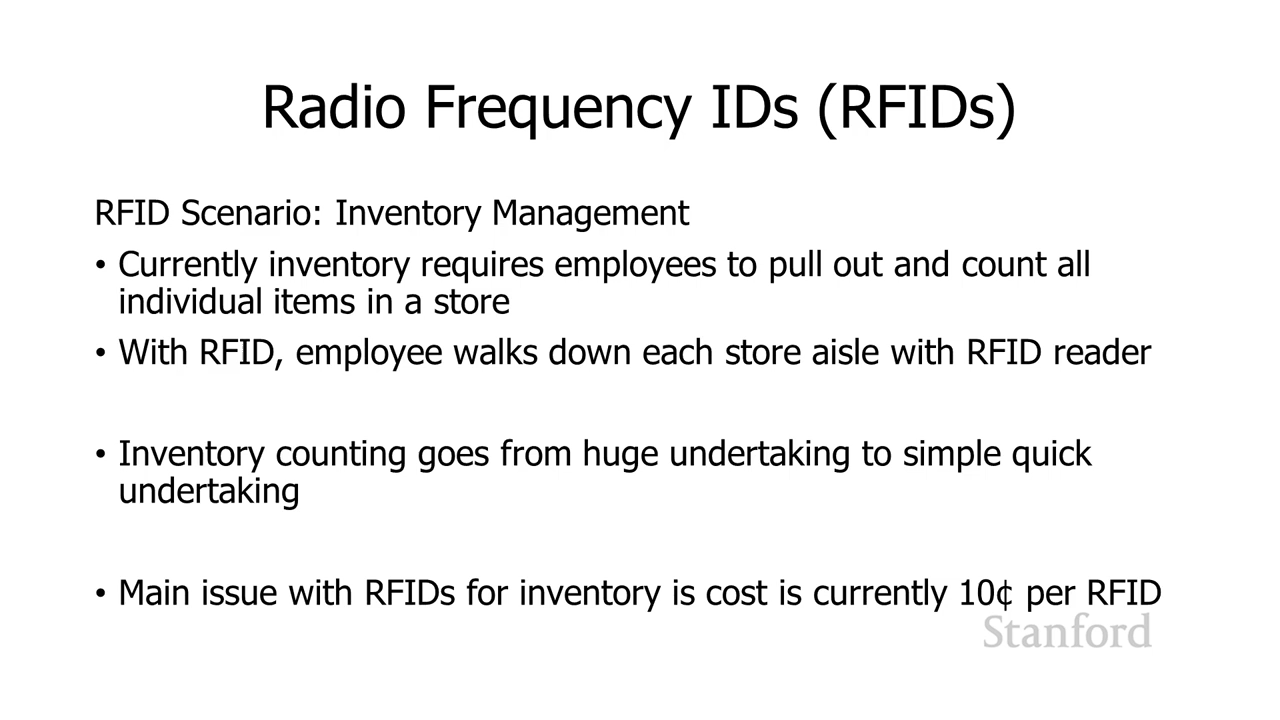 Radio Frequency IDs (RFIDs)
RFID Scenario: Inventory Management
• Currently inventory requires employees to pull out and count all
individual items in a store
• With RFID, employee walks down each store aisle with RFID reader
• Inventory counting goes from huge undertaking to simple quick
undertaking
• Main issue with RFIDs for inventory is cost is currently 10¢ per RFID
Stanford